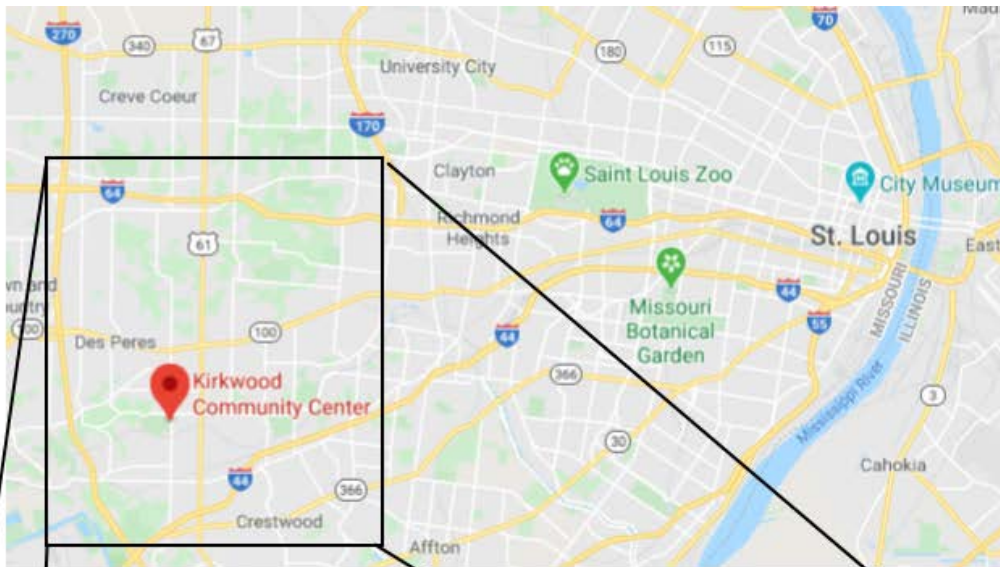 270
340
67
180
115
70
University City
Creve Coeur
170
Clayton
Saint Louis Zoo
City Museum
64
Richmond
Heights
64
St. Louis
East
61
44
Missouri
Botanical
Garden
MISSOURI
ILLINOIS
55
100
Des Peres
44
366
3
Kirkwood
Community Center
Mississippi River
30
Cahokia
44
366
Crestwood
Affton